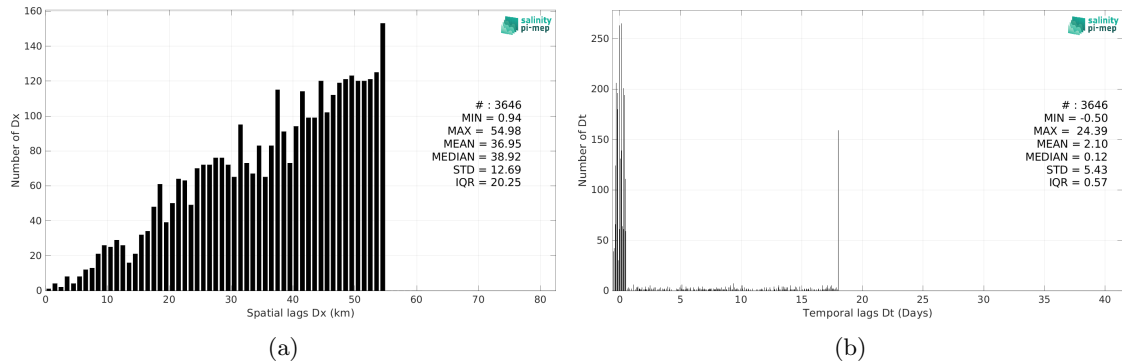 160
140
120
100
80
60
40
20
0
Number of Dx
salinity
pi-mep
# : 3646
MIN = 0.94
MAX = 54.98
MEAN = 36.95
MEDIAN = 38.92
STD = 12.69
IQR = 20.25
0 10 20 30 40 50 60 70 80
Spatial lags Dx (km)
(a)
250
200
150
100
50
0
Number of Dt
salinity
pi-mep
# : 3646
MIN = -0.50
MAX = 24.39
MEAN = 2.10
MEDIAN = 0.12
STD = 5.43
IQR = 0.57
0 5 10 15 20 25 30 35 40
Temporal lags Dt (Days)
(b)